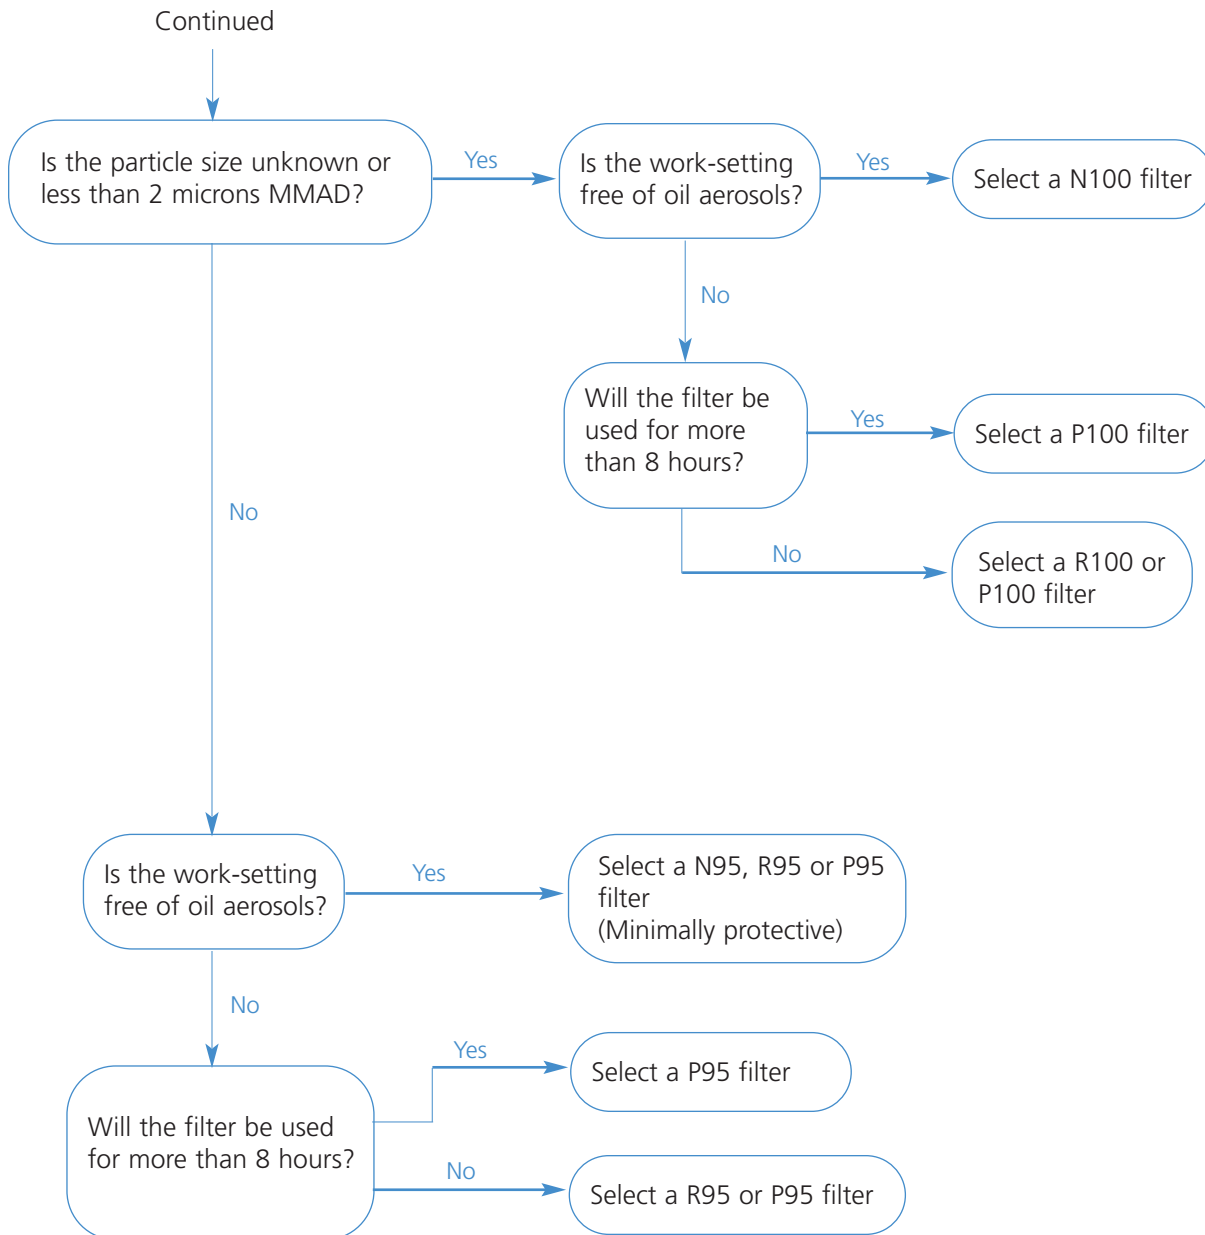 Continued
Is the particle size unknown or
less than 2 microns MMAD?
Yes
Is the work-setting
free of oil aerosols?
Yes
Select a N100 filter
No
Will the filter be
used for more
than 8 hours?
Yes
Select a P100 filter
No
No
Select a R100 or
P100 filter
Is the work-setting
free of oil aerosols?
Yes
Select a N95, R95 or P95
filter
(Minimally protective)
No
Will the filter be used
for more than 8 hours?
Yes
Select a P95 filter
No
Select a R95 or P95 filter